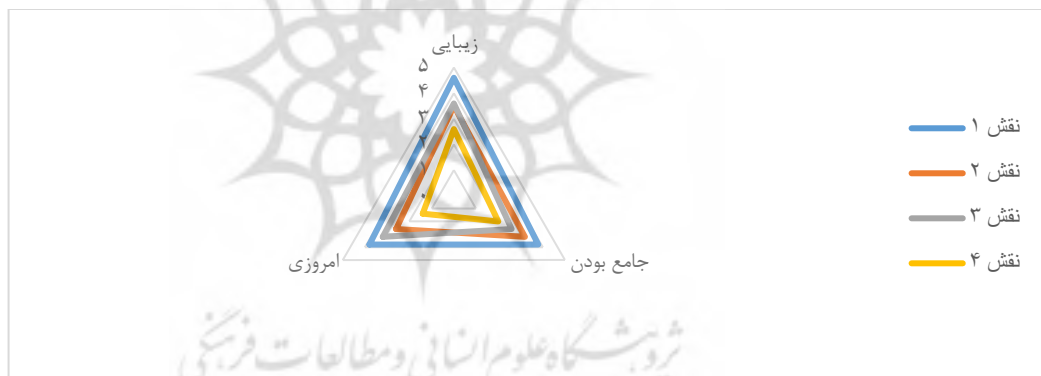 زیبایی
۵
۴
۳
۲
۱
۰
جامع بودن
امروزی
نقش ۱
نقش ۲
نقش ۳
نقش ۴
پژوهشگاه علوم انسانی و مطالعات فرهنگی